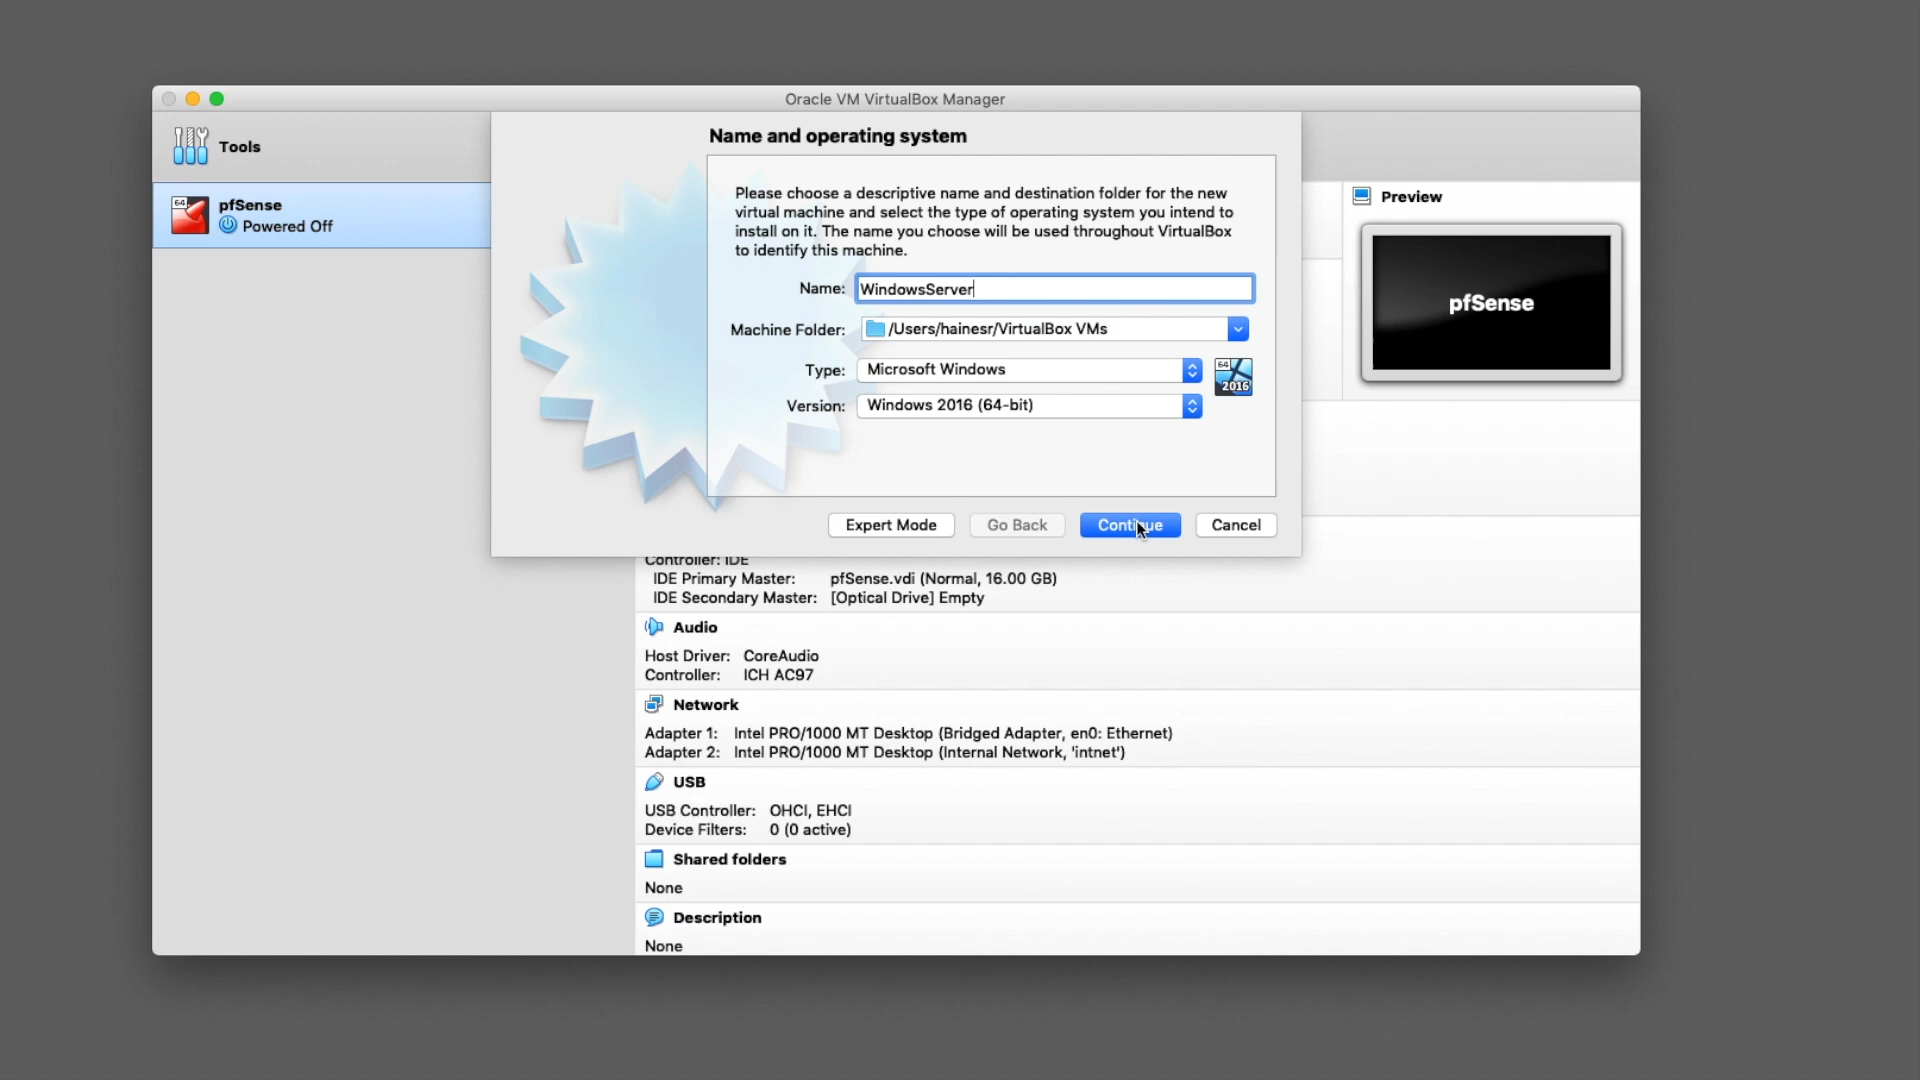 Oracle VM VirtualBox Manager
Tools
64
pfSense
Powered Off
Name and operating system
Please choose a descriptive name and destination folder for the new
virtual machine and select the type of operating system you intend to
install on it. The name you choose will be used throughout VirtualBox
to identify this machine.
Name: WindowsServer
Machine Folder: /Users/hainesr/VirtualBox VMs
Type: Microsoft Windows
64
2016
Version: Windows 2016 (64-bit)
Expert Mode
Go Back
Continue
Cancel
Preview
pfSense
Controller: IDE
IDE Primary Master: pfSense.vdi (Normal, 16.00 GB)
IDE Secondary Master: [Optical Drive] Empty
Audio
Host Driver: CoreAudio
Controller: ICH AC97
Network
Adapter 1: Intel PRO/1000 MT Desktop (Bridged Adapter, en0: Ethernet)
Adapter 2: Intel PRO/1000 MT Desktop (Internal Network, 'intnet')
USB
USB Controller: OHCI, EHCI
Device Filters: 0 (0 active)
Shared folders
None
Description
None